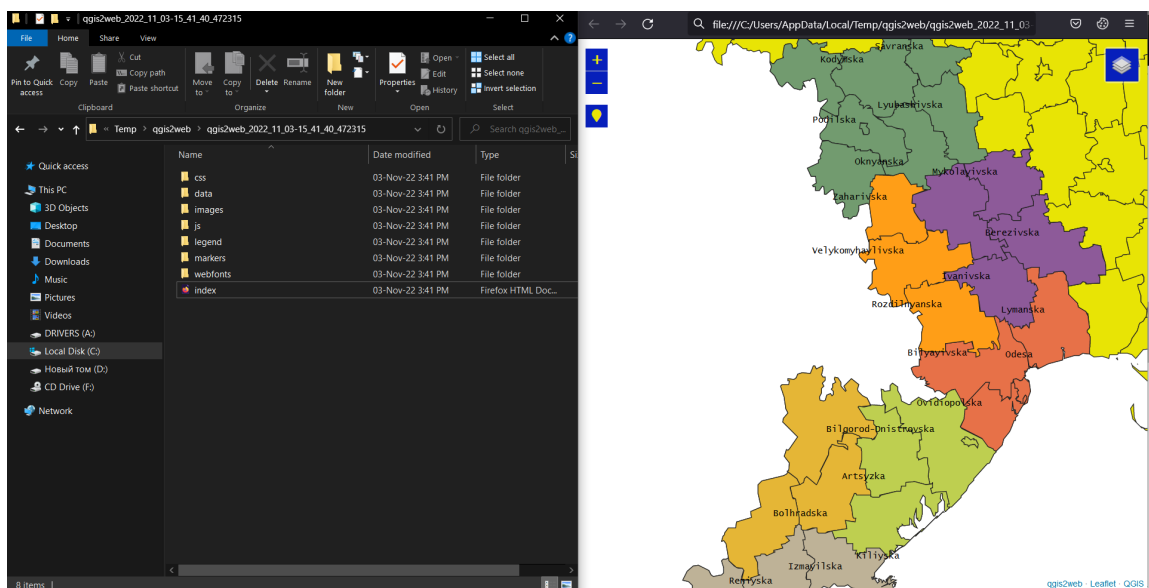 qgis2web_2022_11_03-15_41_40_472315
File Home Share View
Pin to Quick access
Copy
Paste
Cut
Copy path
Paste shortcut
Move to
Copy to
Delete
Rename
New folder
Properties
Open
Edit
History
Select all
Select none
Invert selection
Clipboard Organize New Open Select
« Temp › qgis2web › qgis2web_2022_11_03-15_41_40_472315
Search qgis2web_...
Name Date modified Type Si
Quick access
This PC
3D Objects
Desktop
Documents
Downloads
Music
Pictures
Videos
DRIVERS (A:)
Local Disk (C:)
Новый том (D:)
CD Drive (F:)
Network
css 03-Nov-22 3:41 PM File folder
data 03-Nov-22 3:41 PM File folder
images 03-Nov-22 3:41 PM File folder
js 03-Nov-22 3:41 PM File folder
legend 03-Nov-22 3:41 PM File folder
markers 03-Nov-22 3:41 PM File folder
webfonts 03-Nov-22 3:41 PM File folder
index 03-Nov-22 3:41 PM Firefox HTML Doc...
8 items
file:///C:/Users/AppData/Local/Temp/qgis2web/qgis2web_2022_11_03-
+
−
Savranska
Kodymska
Lyubashivska
Podilska
Oknyanska
Mykolayivska
Zaharivska
Berezivska
Velykomyhaylivska
Ivanivska
Rozdilnyanska
Lymanska
Bilyayivska
Odesa
Ovidiopolska
Bilgorod-Dnistrovska
Artsyzka
Bolhradska
Kiliyska
Izmayilska
Reniyska
qgis2web · Leaflet · QGIS